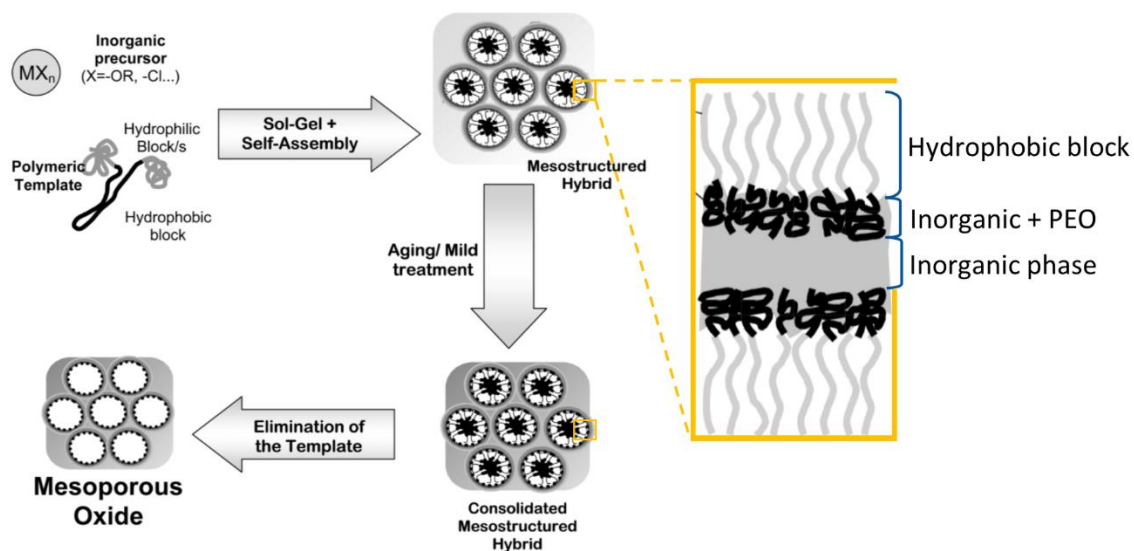 Inorganic
precursor
(X=-OR, -Cl...)
MXn
Hydrophilic
Block/s
Polymeric
Template
Hydrophobic
block
Sol-Gel +
Self-Assembly
Mesostructured
Hybrid
Aging/ Mild
treatment
Consolidated
Mesostructured
Hybrid
Elimination of
the Template
Mesoporous
Oxide
Hydrophobic block
Inorganic + PEO
Inorganic phase